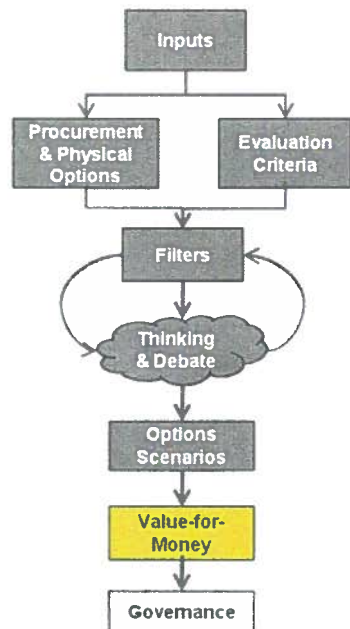 Inputs
Procurement
& Physical
Options
Evaluation
Criteria
Filters
Thinking
& Debate
Options
Scenarios
Value-for-
Money
Governance